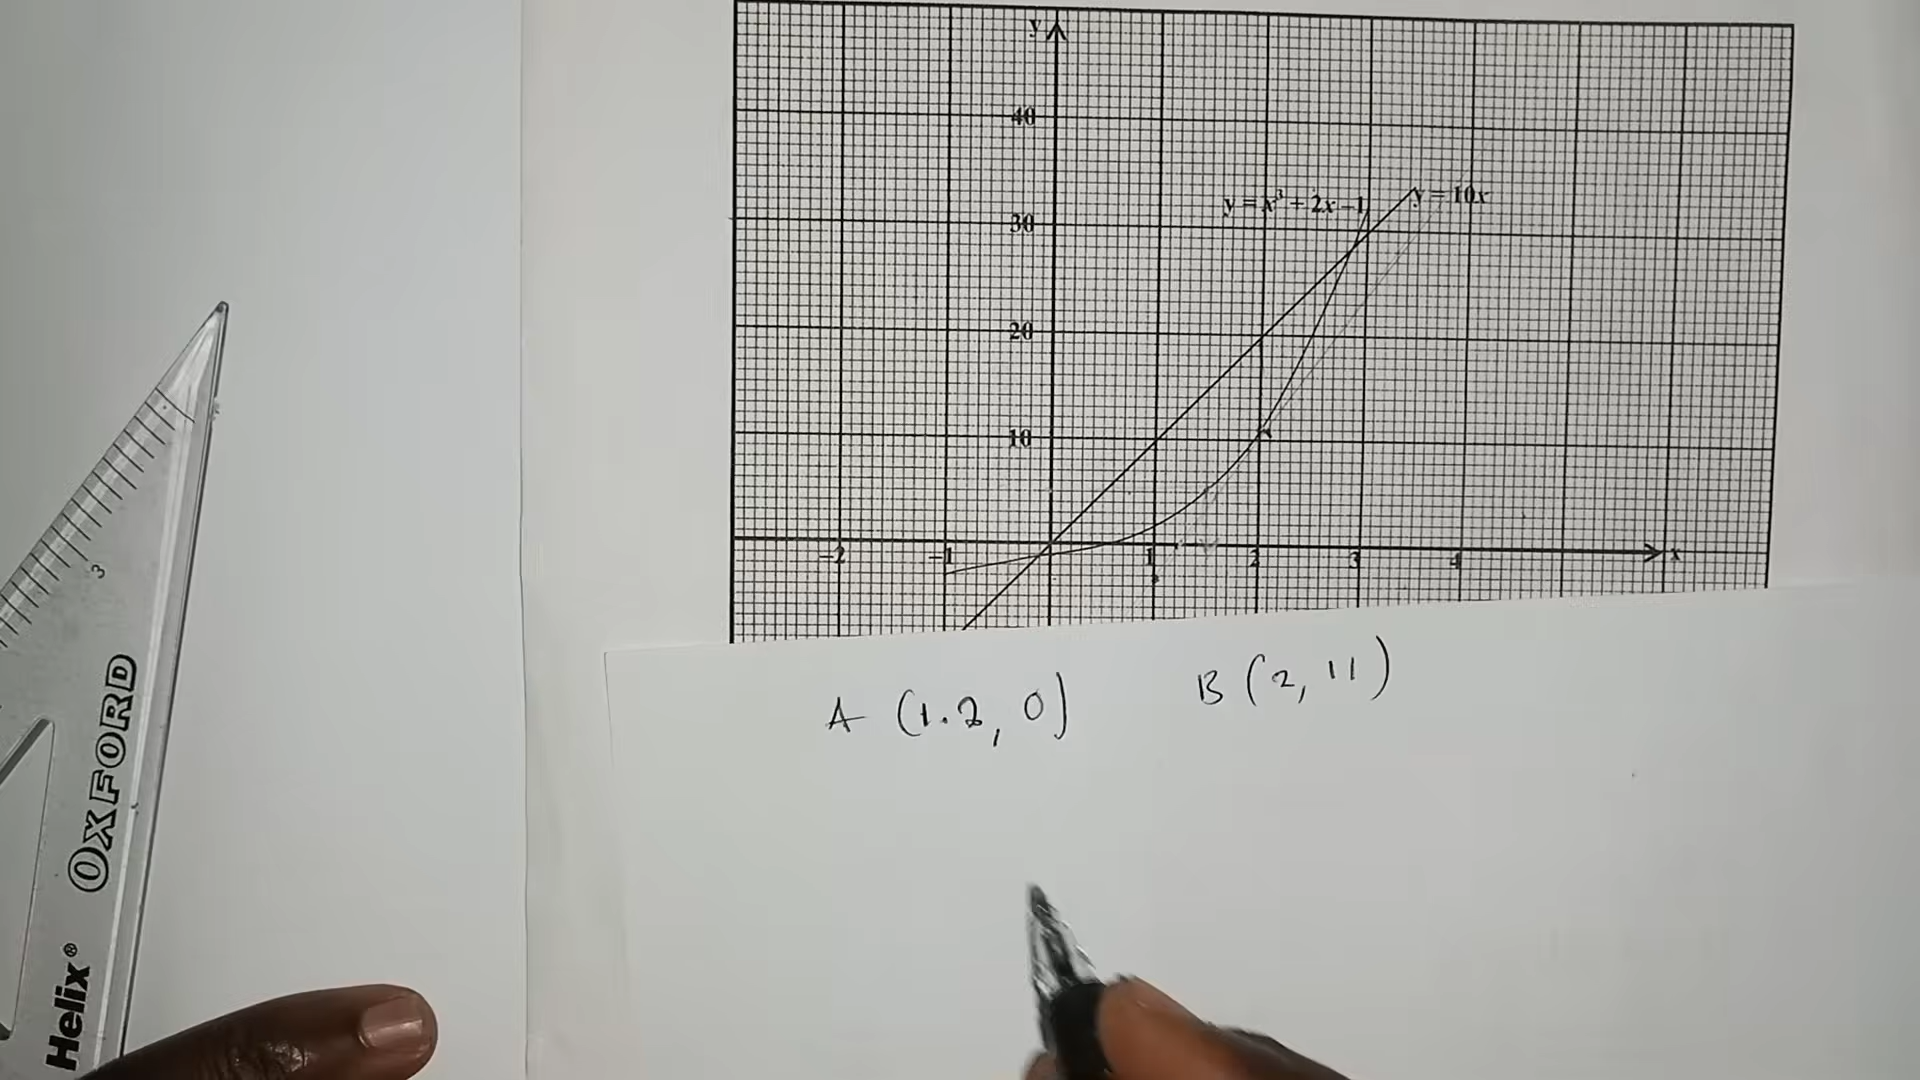 y
40
y = x³ + 2x – 1 y = 10x
30
20
10
–2 –1 1 2 3 4 x
A (1.2, 0) B (2, 11)
3
OXFORD
Helix®